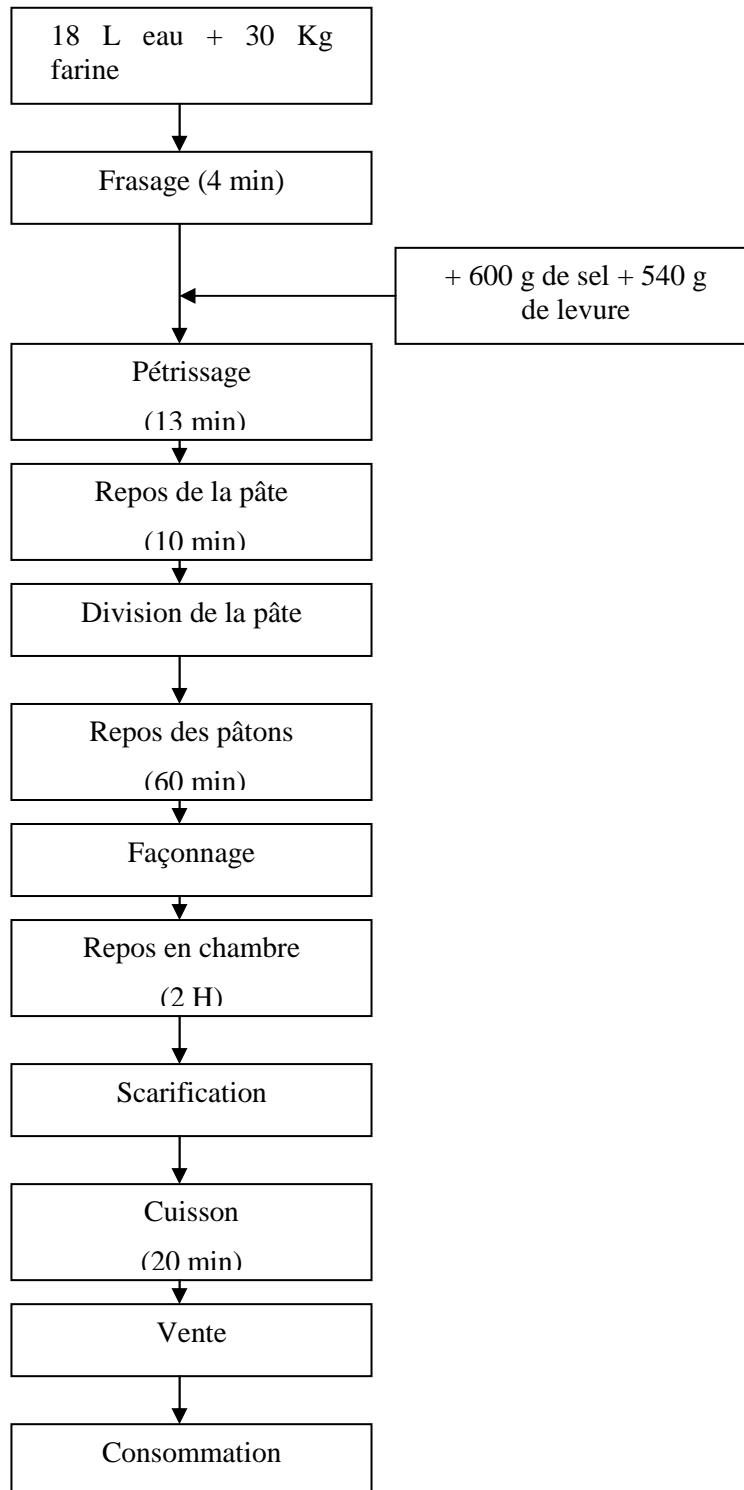 18 L eau + 30 Kg
farine
Frasage (4 min)
+ 600 g de sel + 540 g
de levure
Pétrissage
(13 min)
Repos de la pâte
(10 min)
Division de la pâte
Repos des pâtons
(60 min)
Façonnage
Repos en chambre
(2 H)
Scarification
Cuisson
(20 min)
Vente
Consommation